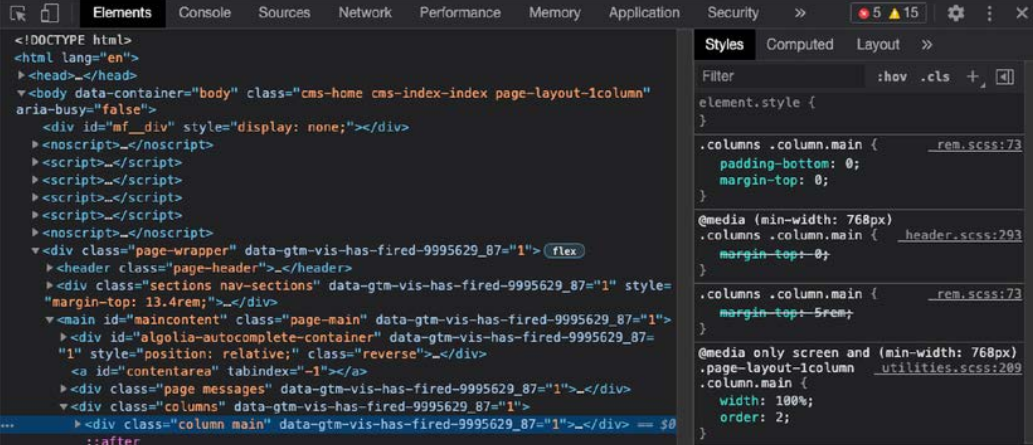 Elements Console Sources Network Performance Memory Application Security » 5 15
<!DOCTYPE html>
<html lang="en">
<head>…</head>
<body data-container="body" class="cms-home cms-index-index page-layout-1column"
aria-busy="false">
<div id="mf__div" style="display: none;"></div>
<noscript>…</noscript>
<script>…</script>
<script>…</script>
<script>…</script>
<script>…</script>
<noscript>…</noscript>
<div class="page-wrapper" data-gtm-vis-has-fired-9995629_87="1"> flex
<header class="page-header">…</header>
<div class="sections nav-sections" data-gtm-vis-has-fired-9995629_87="1" style=
"margin-top: 13.4rem;">…</div>
<main id="maincontent" class="page-main" data-gtm-vis-has-fired-9995629_87="1">
<div id="algolia-autocomplete-container" data-gtm-vis-has-fired-9995629_87=
"1" style="position: relative;" class="reverse">…</div>
<a id="contentarea" tabindex="-1"></a>
<div class="page messages" data-gtm-vis-has-fired-9995629_87="1">…</div>
<div class="columns" data-gtm-vis-has-fired-9995629_87="1">
… <div class="column main" data-gtm-vis-has-fired-9995629_87="1">…</div> == $0
::after
Styles Computed Layout »
Filter :hov .cls +
element.style {
}
.columns .column.main { _rem.scss:73
padding-bottom: 0;
margin-top: 0;
}
@media (min-width: 768px)
.columns .column.main { _header.scss:293
margin-top: 0;
}
.columns .column.main { _rem.scss:73
margin-top: 5rem;
}
@media only screen and (min-width: 768px)
.page-layout-1column _utilities.scss:209
.column.main {
width: 100%;
order: 2;
}